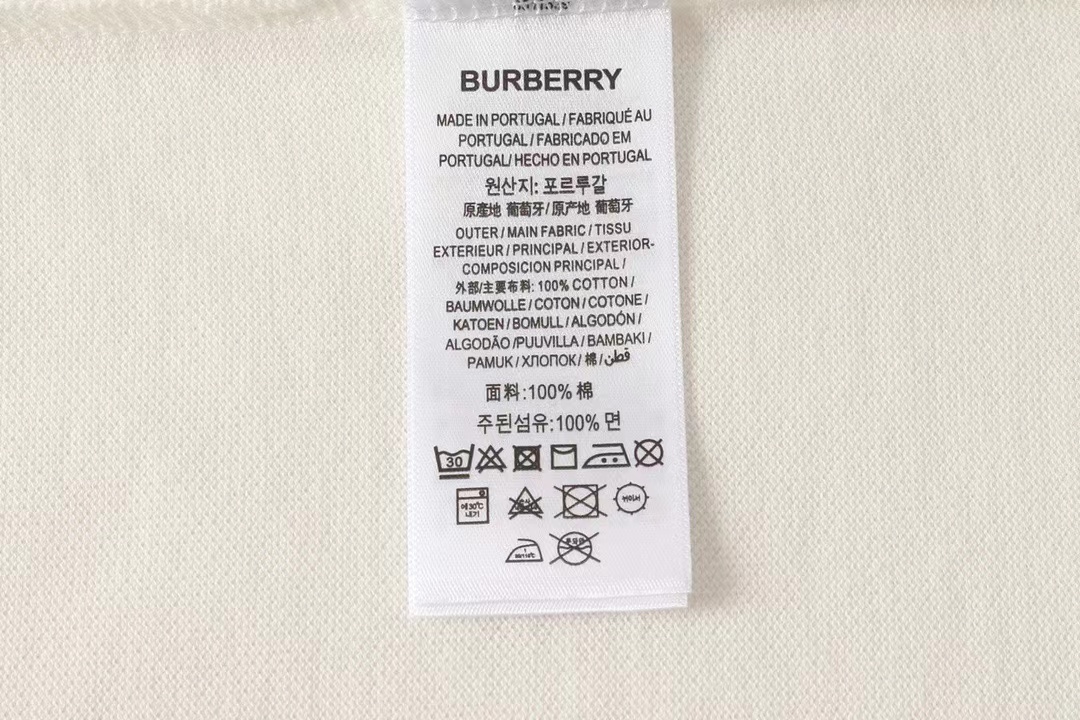 BURBERRY
MADE IN PORTUGAL / FABRIQUÉ AU
PORTUGAL / FABRICADO EM
PORTUGAL/ HECHO EN PORTUGAL
원산지: 포르투갈
原產地 葡萄牙/原产地 葡萄牙
OUTER / MAIN FABRIC / TISSU
EXTERIEUR / PRINCIPAL / EXTERIOR-
COMPOSICION PRINCIPAL /
外部/主要布料: 100% COTTON /
BAUMWOLLE / COTON / COTONE /
KATOEN / BOMULL / ALGODÓN /
ALGODÃO /PUUVILLA / BAMBAKI /
PAMUK / ХЛОПОК / 棉 /قطن
面料:100% 棉
주된섬유:100% 면
30